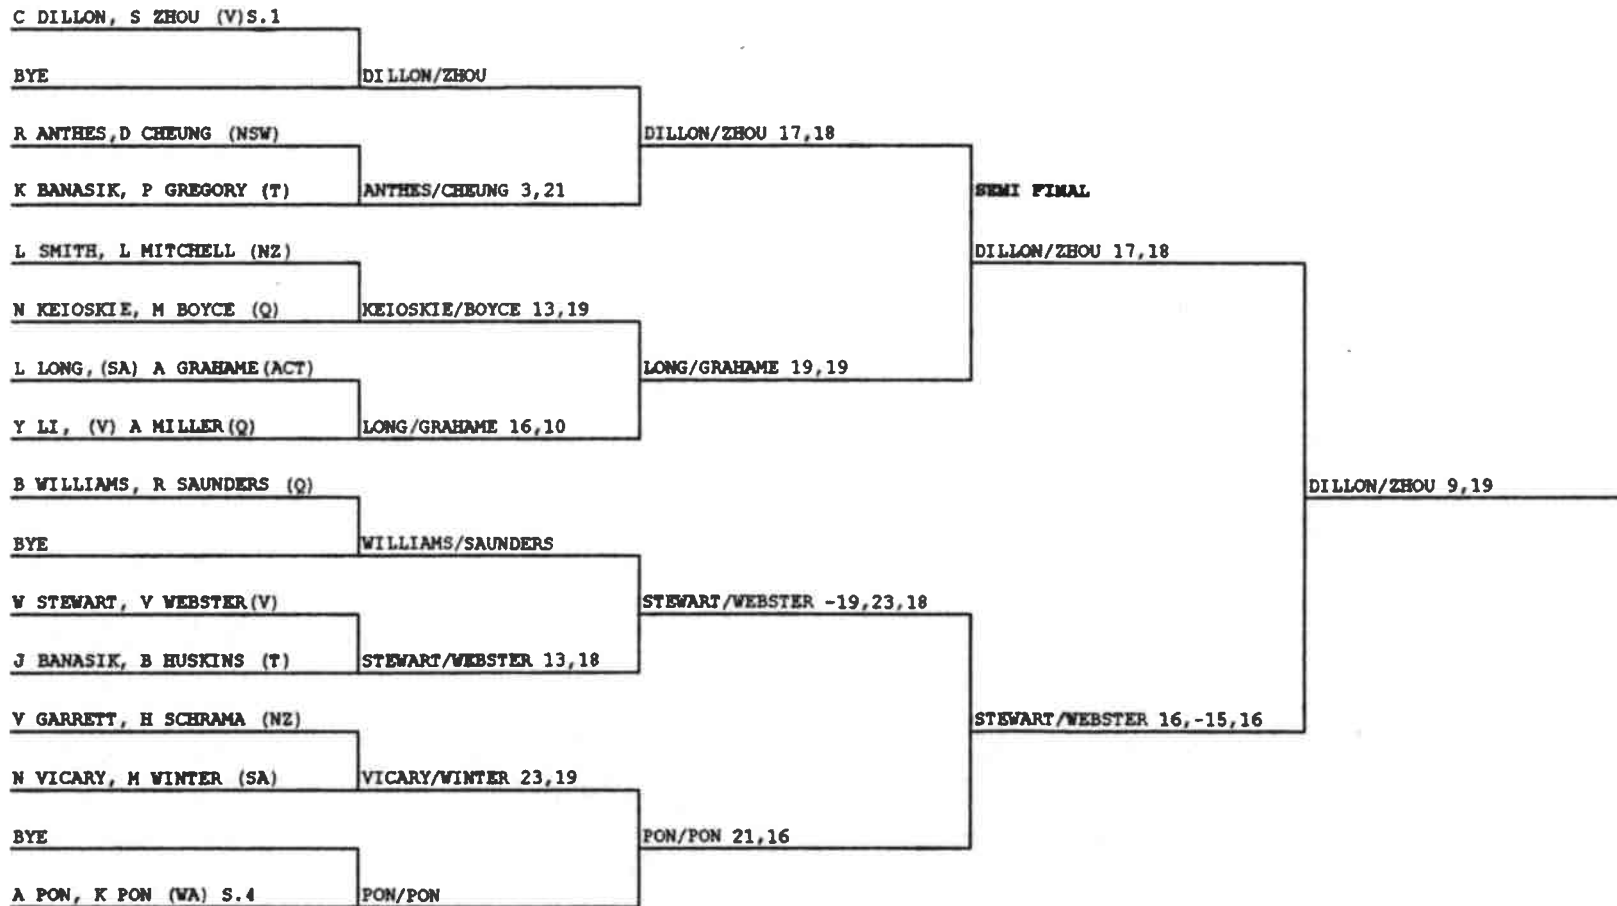 C DILLON, S ZHOU (V)S.1
BYE
DILLON/ZHOU
R ANTHES,D CHEUNG (NSW)
DILLON/ZHOU 17,18
K BANASIK, P GREGORY (T)
ANTHES/CHEUNG 3,21
SEMI FINAL
L SMITH, L MITCHELL (NZ)
DILLON/ZHOU 17,18
N KEIOSKIE, M BOYCE (Q)
KEIOSKIE/BOYCE 13,19
L LONG, (SA) A GRAHAME(ACT)
LONG/GRAHAME 19,19
Y LI, (V) A MILLER(Q)
LONG/GRAHAME 16,10
B WILLIAMS, R SAUNDERS (Q)
DILLON/ZHOU 9,19
BYE
WILLIAMS/SAUNDERS
W STEWART, V WEBSTER(V)
STEWART/WEBSTER -19,23,18
J BANASIK, B HUSKINS (T)
STEWART/WEBSTER 13,18
V GARRETT, H SCHRAMA (NZ)
STEWART/WEBSTER 16,-15,16
N VICARY, M WINTER (SA)
VICARY/WINTER 23,19
BYE
PON/PON 21,16
A PON, K PON (WA) S.4
PON/PON